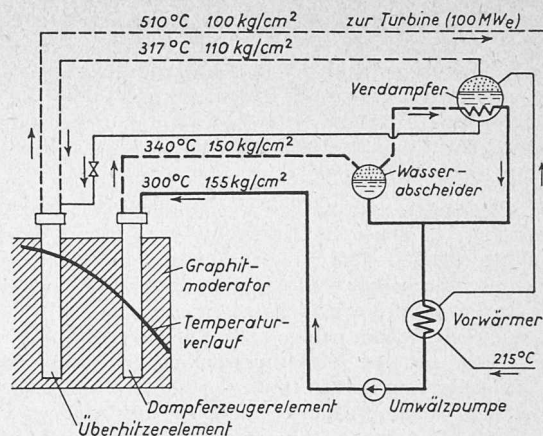 510°C 100 kg/cm²
zur Turbine (100 MWe)
317°C 110 kg/cm²
Verdampfer
340°C 150 kg/cm²
Wasser-
abscheider
300°C 155 kg/cm²
Graphit-
moderator
Temperatur-
verlauf
Vorwärmer
215°C
Dampferzeugerelement
Umwälzpumpe
Überhitzerelement